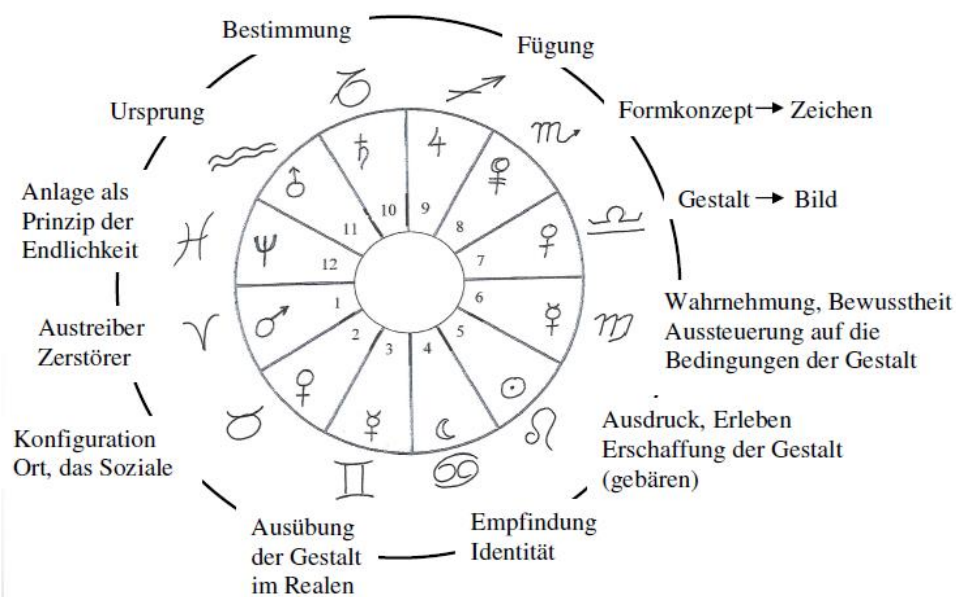 Bestimmung
Fügung
Ursprung
Formkonzept → Zeichen
Anlage als
Prinzip der
Endlichkeit
Gestalt → Bild
10 9
11 8
12 7
1 6
2 5
3 4
Austreiber
Zerstörer
Wahrnehmung, Bewusstheit
Aussteuerung auf die
Bedingungen der Gestalt
Konfiguration
Ort, das Soziale
Ausdruck, Erleben
Erschaffung der Gestalt
(gebären)
Ausübung
der Gestalt
im Realen
Empfindung
Identität